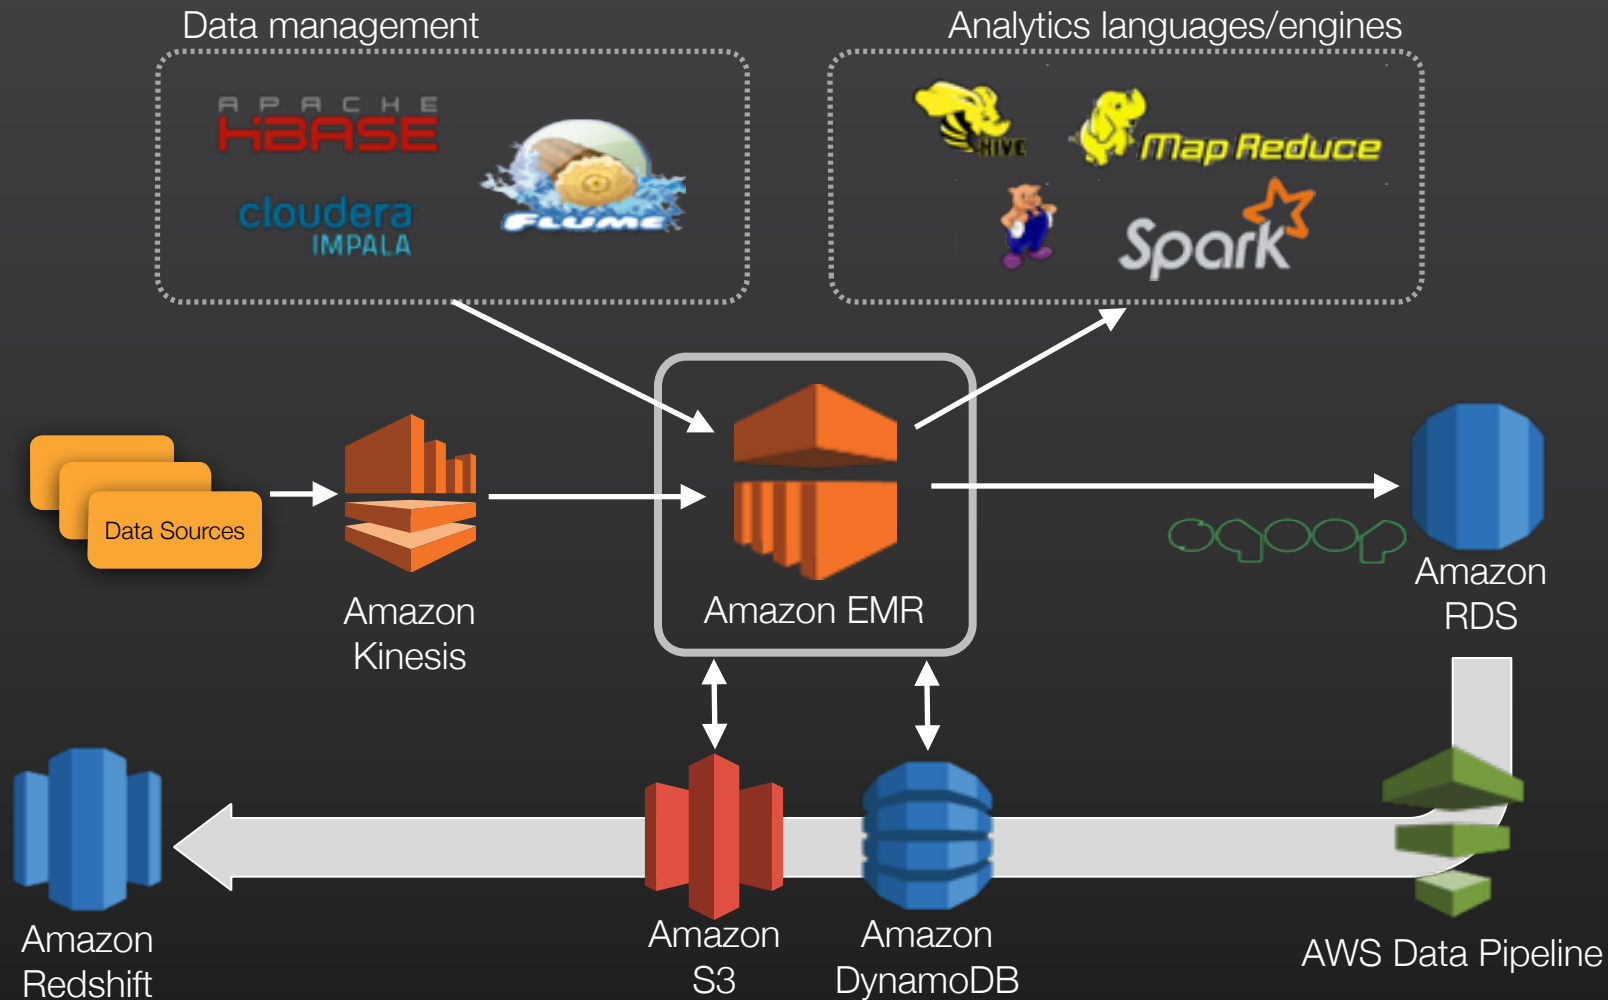 Data management
Analytics languages/engines
APACHE
HBASE
cloudera
IMPALA
FLUME
HIVE
Map Reduce
Spark
Data Sources
Amazon
Kinesis
Amazon EMR
sqoop
Amazon
RDS
Amazon
Redshift
Amazon
S3
Amazon
DynamoDB
AWS Data Pipeline